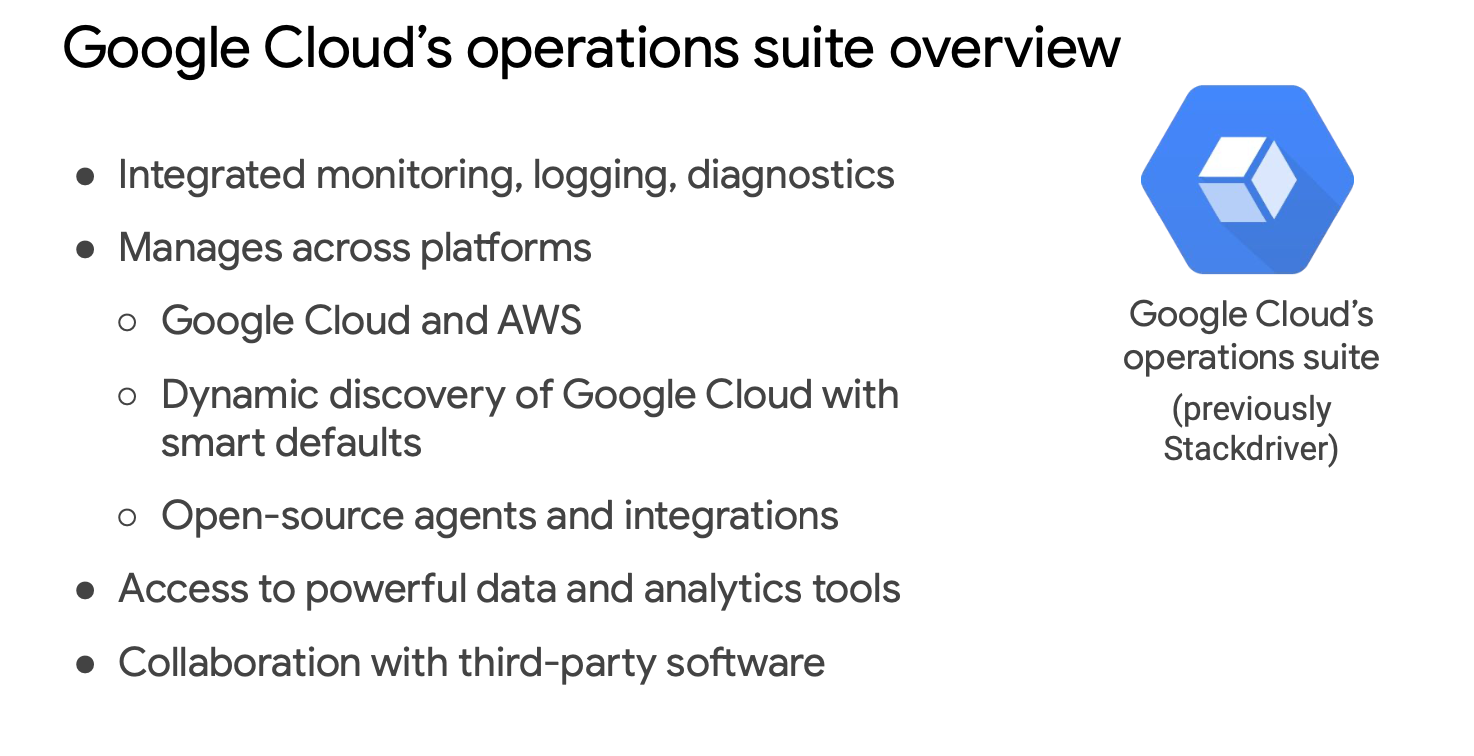 Google Cloud’s operations suite overview
● Integrated monitoring, logging, diagnostics
● Manages across platforms
○ Google Cloud and AWS
○ Dynamic discovery of Google Cloud with
smart defaults
○ Open-source agents and integrations
● Access to powerful data and analytics tools
● Collaboration with third-party software
Google Cloud’s
operations suite
(previously
Stackdriver)